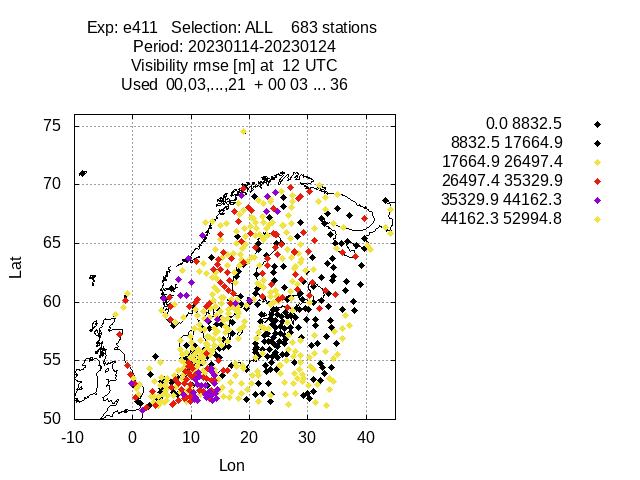 Exp: e411   Selection: ALL    683 stations
Period: 20230114-20230124
Visibility rmse [m] at  12 UTC
Used  00,03,...,21  + 00 03 ... 36
0.0 8832.5
8832.5 17664.9
17664.9 26497.4
26497.4 35329.9
35329.9 44162.3
44162.3 52994.8
75
70
65
60
55
50
Lat
-10 0 10 20 30 40
Lon